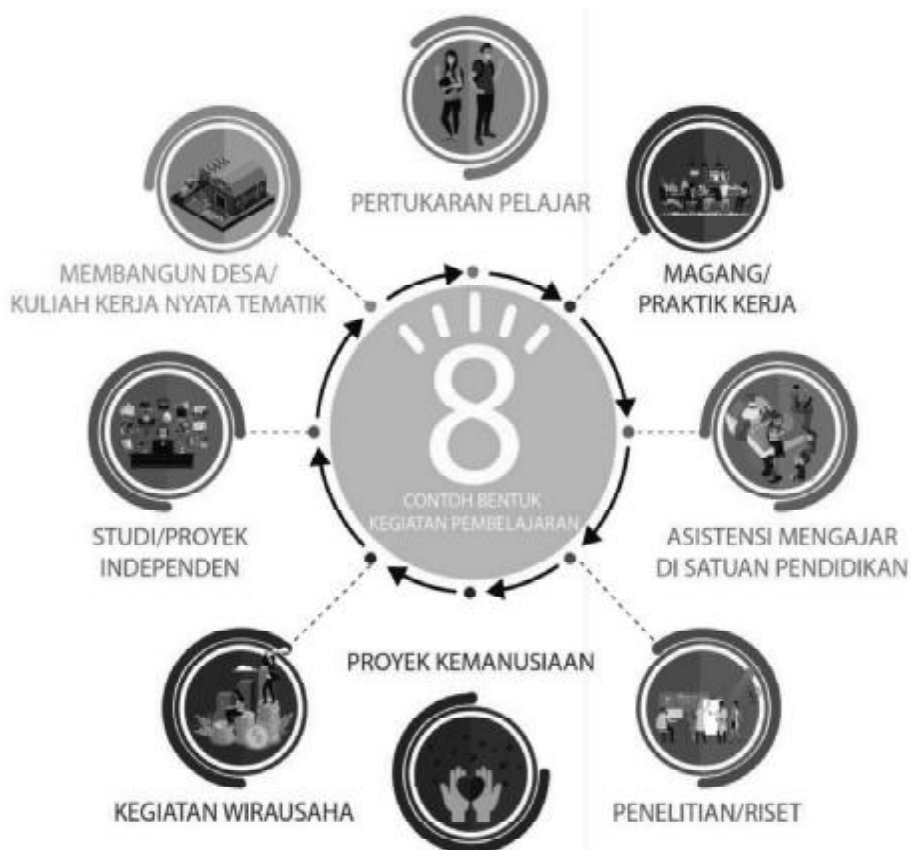 PERTUKARAN PELAJAR
MAGANG/
PRAKTIK KERJA
ASISTENSI MENGAJAR
DI SATUAN PENDIDIKAN
PENELITIAN/RISET
PROYEK KEMANUSIAAN
KEGIATAN WIRAUSAHA
STUDI/PROYEK
INDEPENDEN
MEMBANGUN DESA/
KULIAH KERJA NYATA TEMATIK
8
CONTOH BENTUK
KEGIATAN PEMBELAJARAN